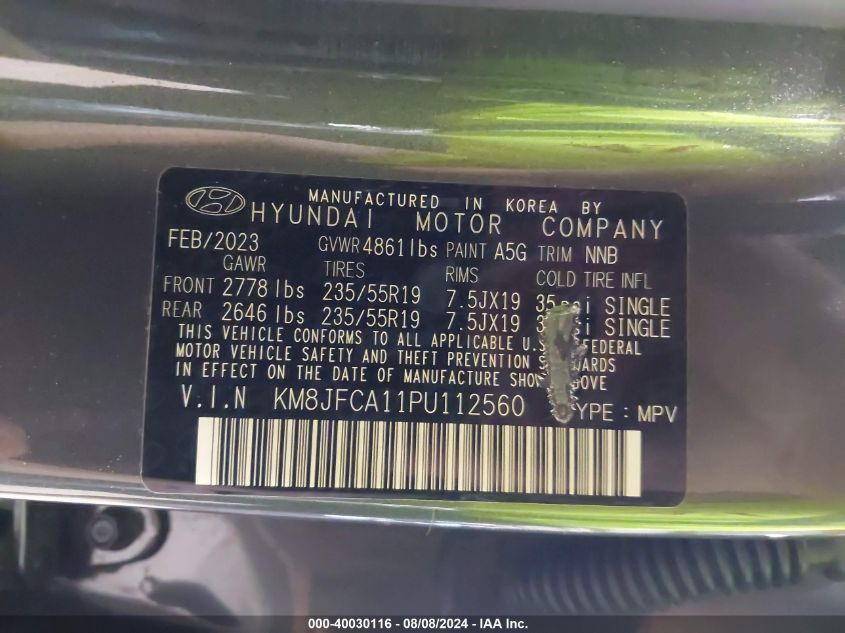 MANUFACTURED IN KOREA BY
HYUNDAI MOTOR COMPANY
FEB/2023 GVWR 4861 lbs PAINT A5G TRIM NNB
GAWR TIRES RIMS COLD TIRE INFL
FRONT 2778 lbs 235/55R19 7.5JX19 35 psi SINGLE
REAR 2646 lbs 235/55R19 7.5JX19 SINGLE
THIS VEHICLE CONFORMS TO ALL APPLICABLE FEDERAL
MOTOR VEHICLE SAFETY AND THEFT PREVENTION
IN EFFECT ON THE DATE OF MANUFACTURE
V.I.N KM8JFCA11PU112560 TYPE : MPV
000-40030116 - 08/08/2024 - IAA Inc.